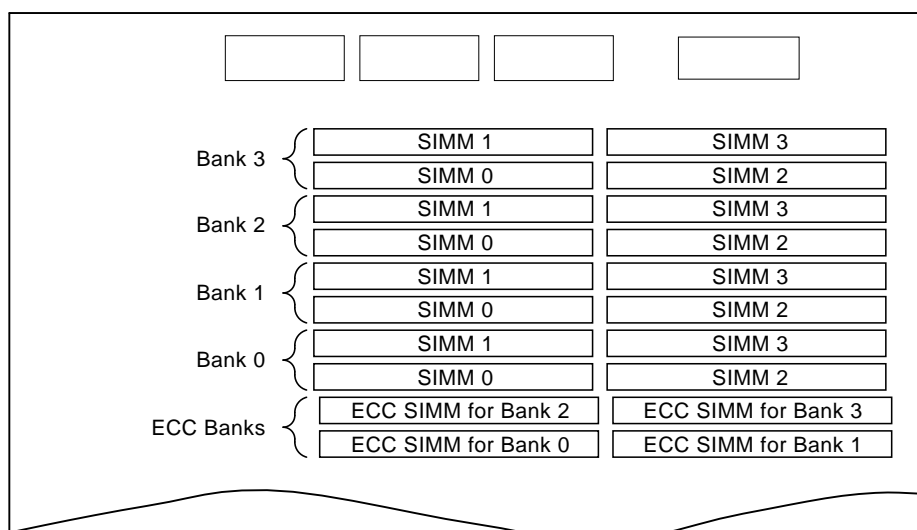 Bank 3
SIMM 1 SIMM 3
SIMM 0 SIMM 2
Bank 2
SIMM 1 SIMM 3
SIMM 0 SIMM 2
Bank 1
SIMM 1 SIMM 3
SIMM 0 SIMM 2
Bank 0
SIMM 1 SIMM 3
SIMM 0 SIMM 2
ECC Banks
ECC SIMM for Bank 2 ECC SIMM for Bank 3
ECC SIMM for Bank 0 ECC SIMM for Bank 1